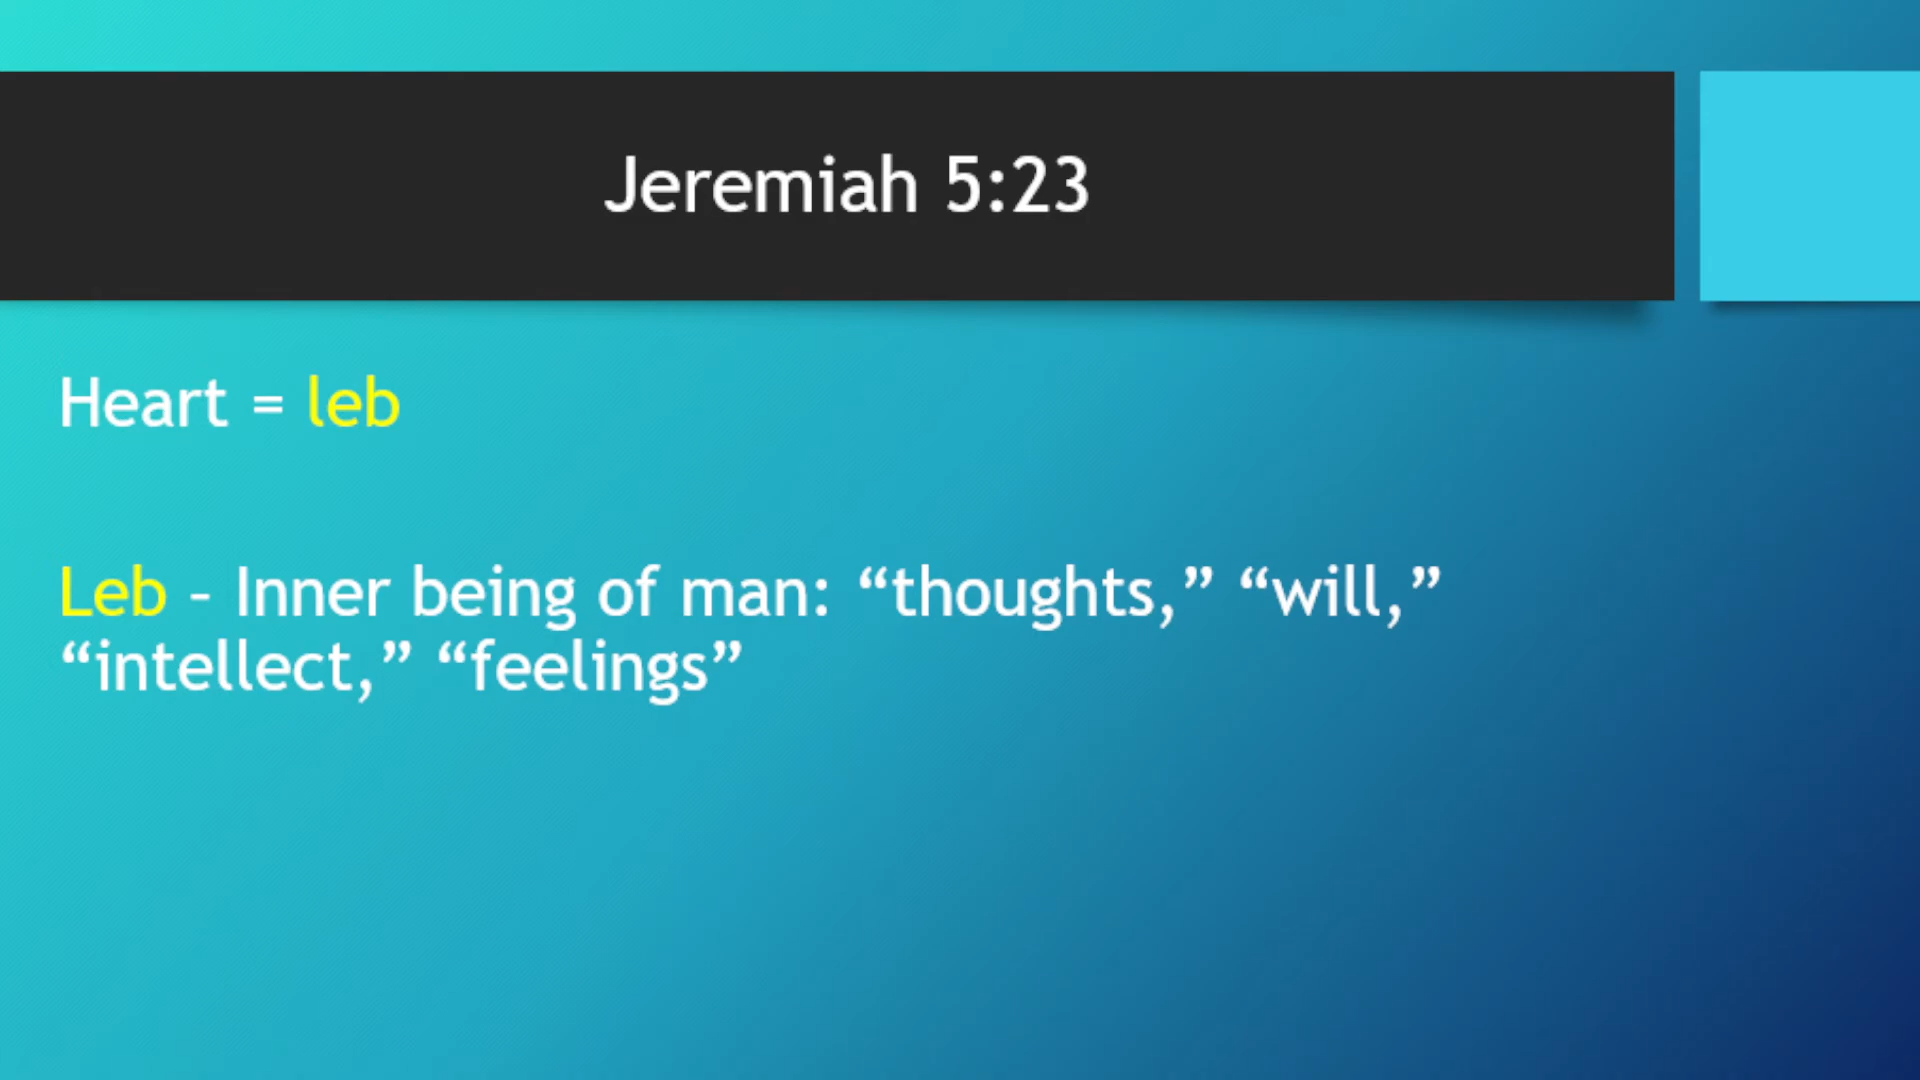 Jeremiah 5:23
Heart = leb
Leb – Inner being of man: “thoughts,” “will,”
“intellect,” “feelings”